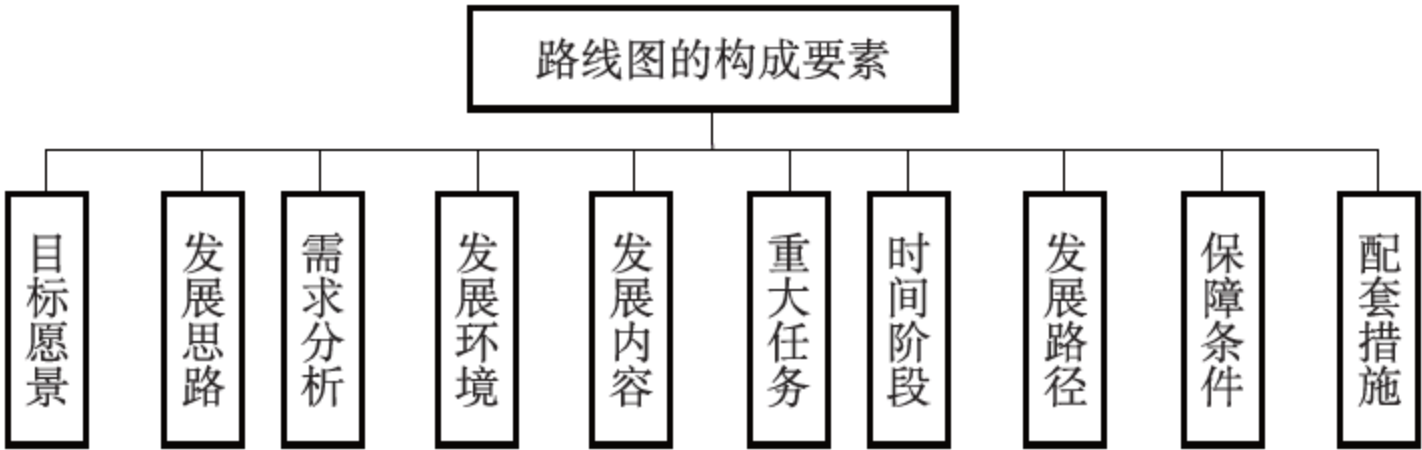 路线图的构成要素
目标愿景
发展思路
需求分析
发展环境
发展内容
重大任务
时间阶段
发展路径
保障条件
配套措施